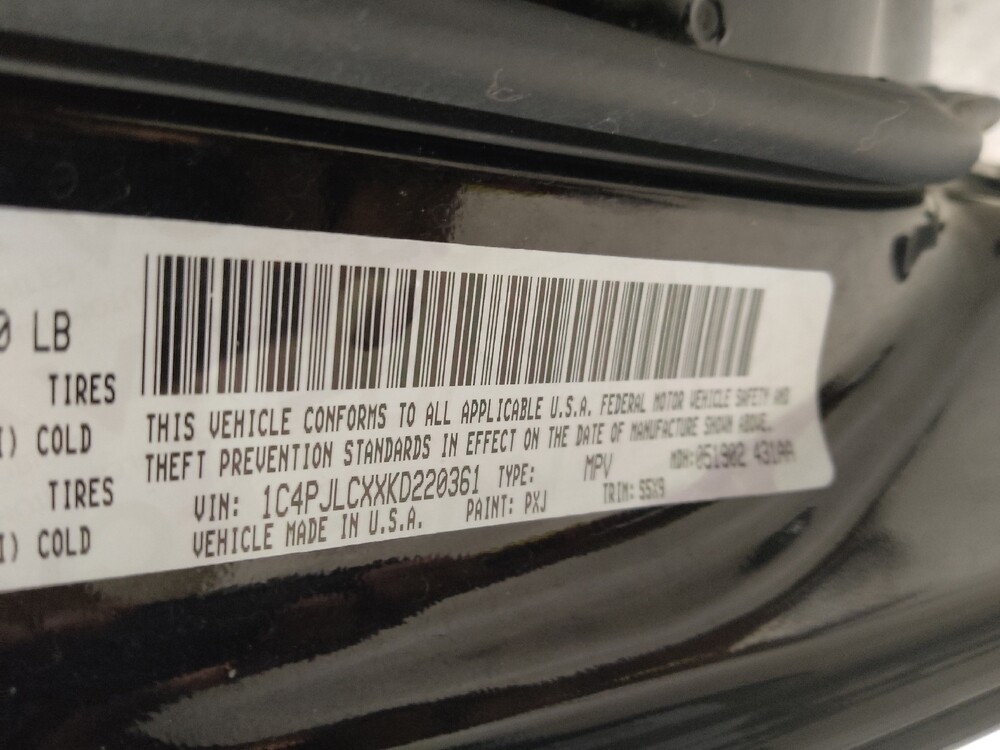 0 LB
TIRES
I) COLD
TIRES
I) COLD
THIS VEHICLE CONFORMS TO ALL APPLICABLE U.S.A. FEDERAL MOTOR VEHICLE SAFETY AND
THEFT PREVENTION STANDARDS IN EFFECT ON THE DATE OF MANUFACTURE SHOWN ABOVE.
VIN: 1C4PJLCXXKD220361 TYPE: MPV MDH:051902 431AA
VEHICLE MADE IN U.S.A. PAINT: PXJ TRIM: S5X9